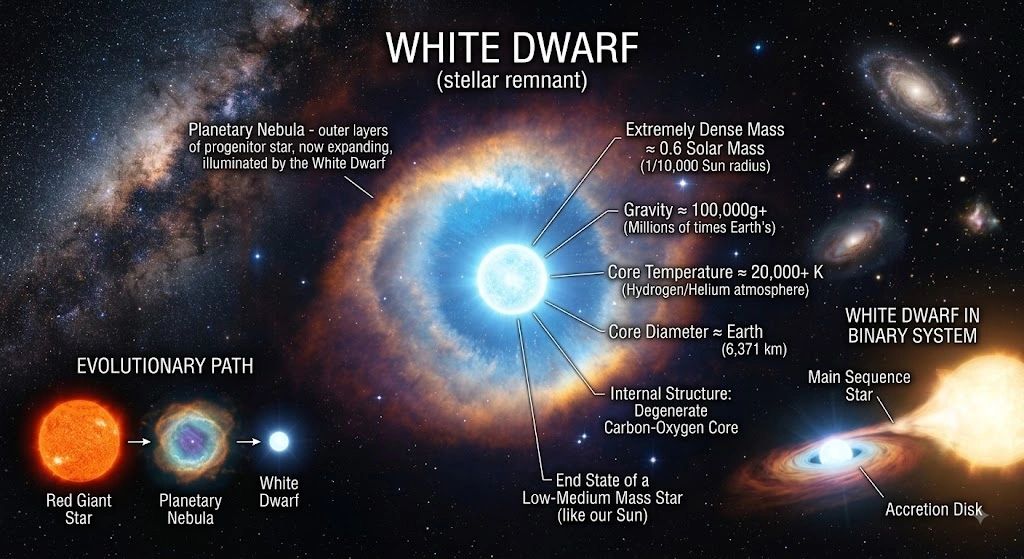 WHITE DWARF
(stellar remnant)
Planetary Nebula - outer layers
of progenitor star, now expanding,
illuminated by the White Dwarf
Extremely Dense Mass
≈ 0.6 Solar Mass
(1/10,000 Sun radius)
Gravity ≈ 100,000g+
(Millions of times Earth's)
Core Temperature ≈ 20,000+ K
(Hydrogen/Helium atmosphere)
Core Diameter ≈ Earth
(6,371 km)
Internal Structure:
Degenerate
Carbon-Oxygen Core
End State of a
Low-Medium Mass Star
(like our Sun)
EVOLUTIONARY PATH
Red Giant
Star
Planetary
Nebula
White
Dwarf
WHITE DWARF IN
BINARY SYSTEM
Main Sequence
Star
Accretion Disk